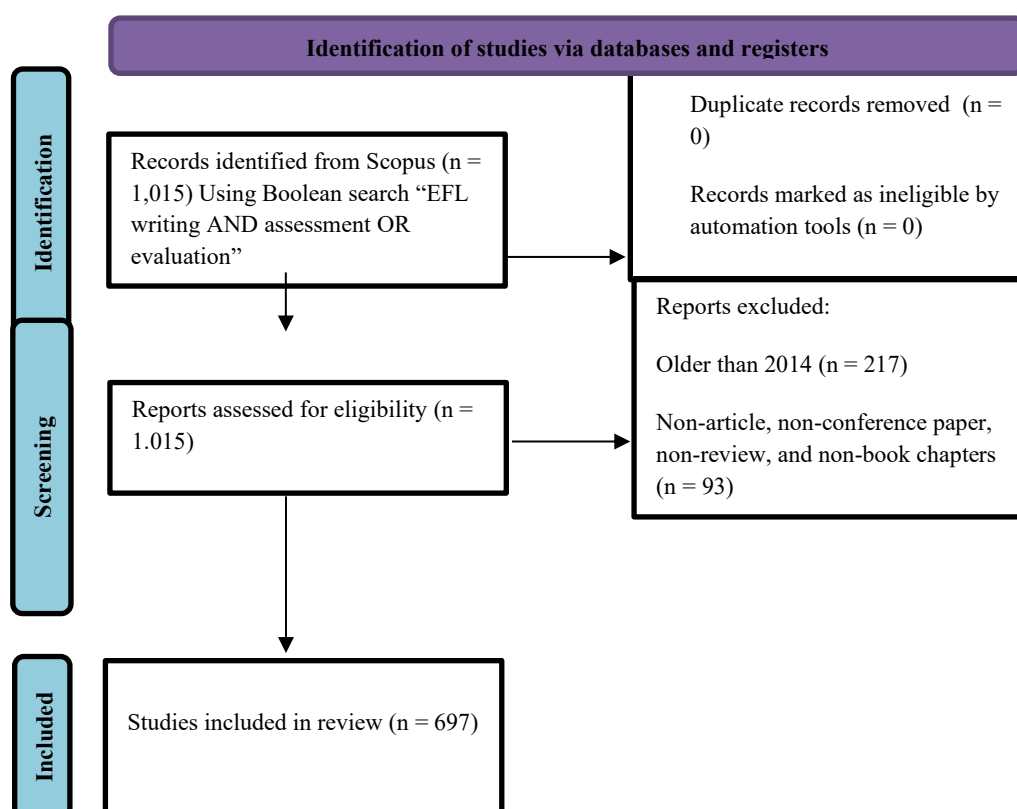 Identification of studies via databases and registers
Identification
Records identified from Scopus (n =
1,015) Using Boolean search “EFL
writing AND assessment OR
evaluation”
Duplicate records removed (n =
0)
Records marked as ineligible by
automation tools (n = 0)
Screening
Reports assessed for eligibility (n =
1.015)
Reports excluded:
Older than 2014 (n = 217)
Non-article, non-conference paper,
non-review, and non-book chapters
(n = 93)
Included
Studies included in review (n = 697)